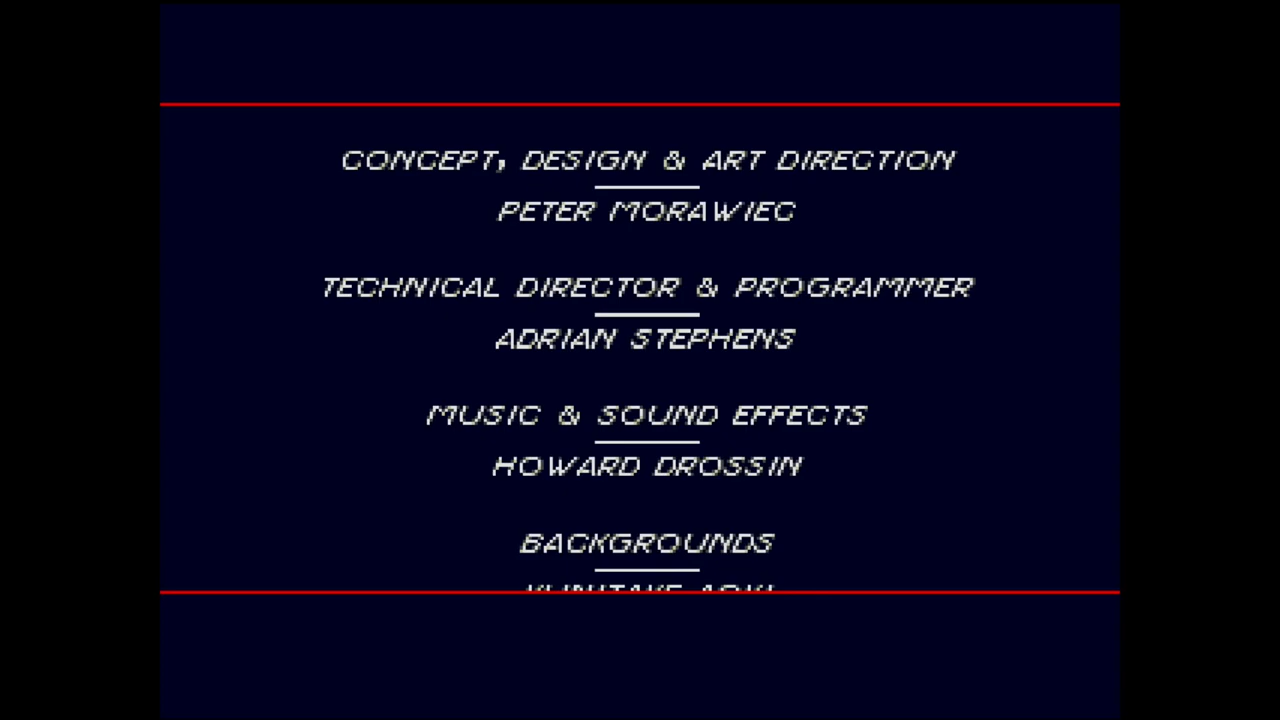 CONCEPT, DESIGN & ART DIRECTION
PETER MORAWIEC
TECHNICAL DIRECTOR & PROGRAMMER
ADRIAN STEPHENS
MUSIC & SOUND EFFECTS
HOWARD DROSSIN
BACKGROUNDS